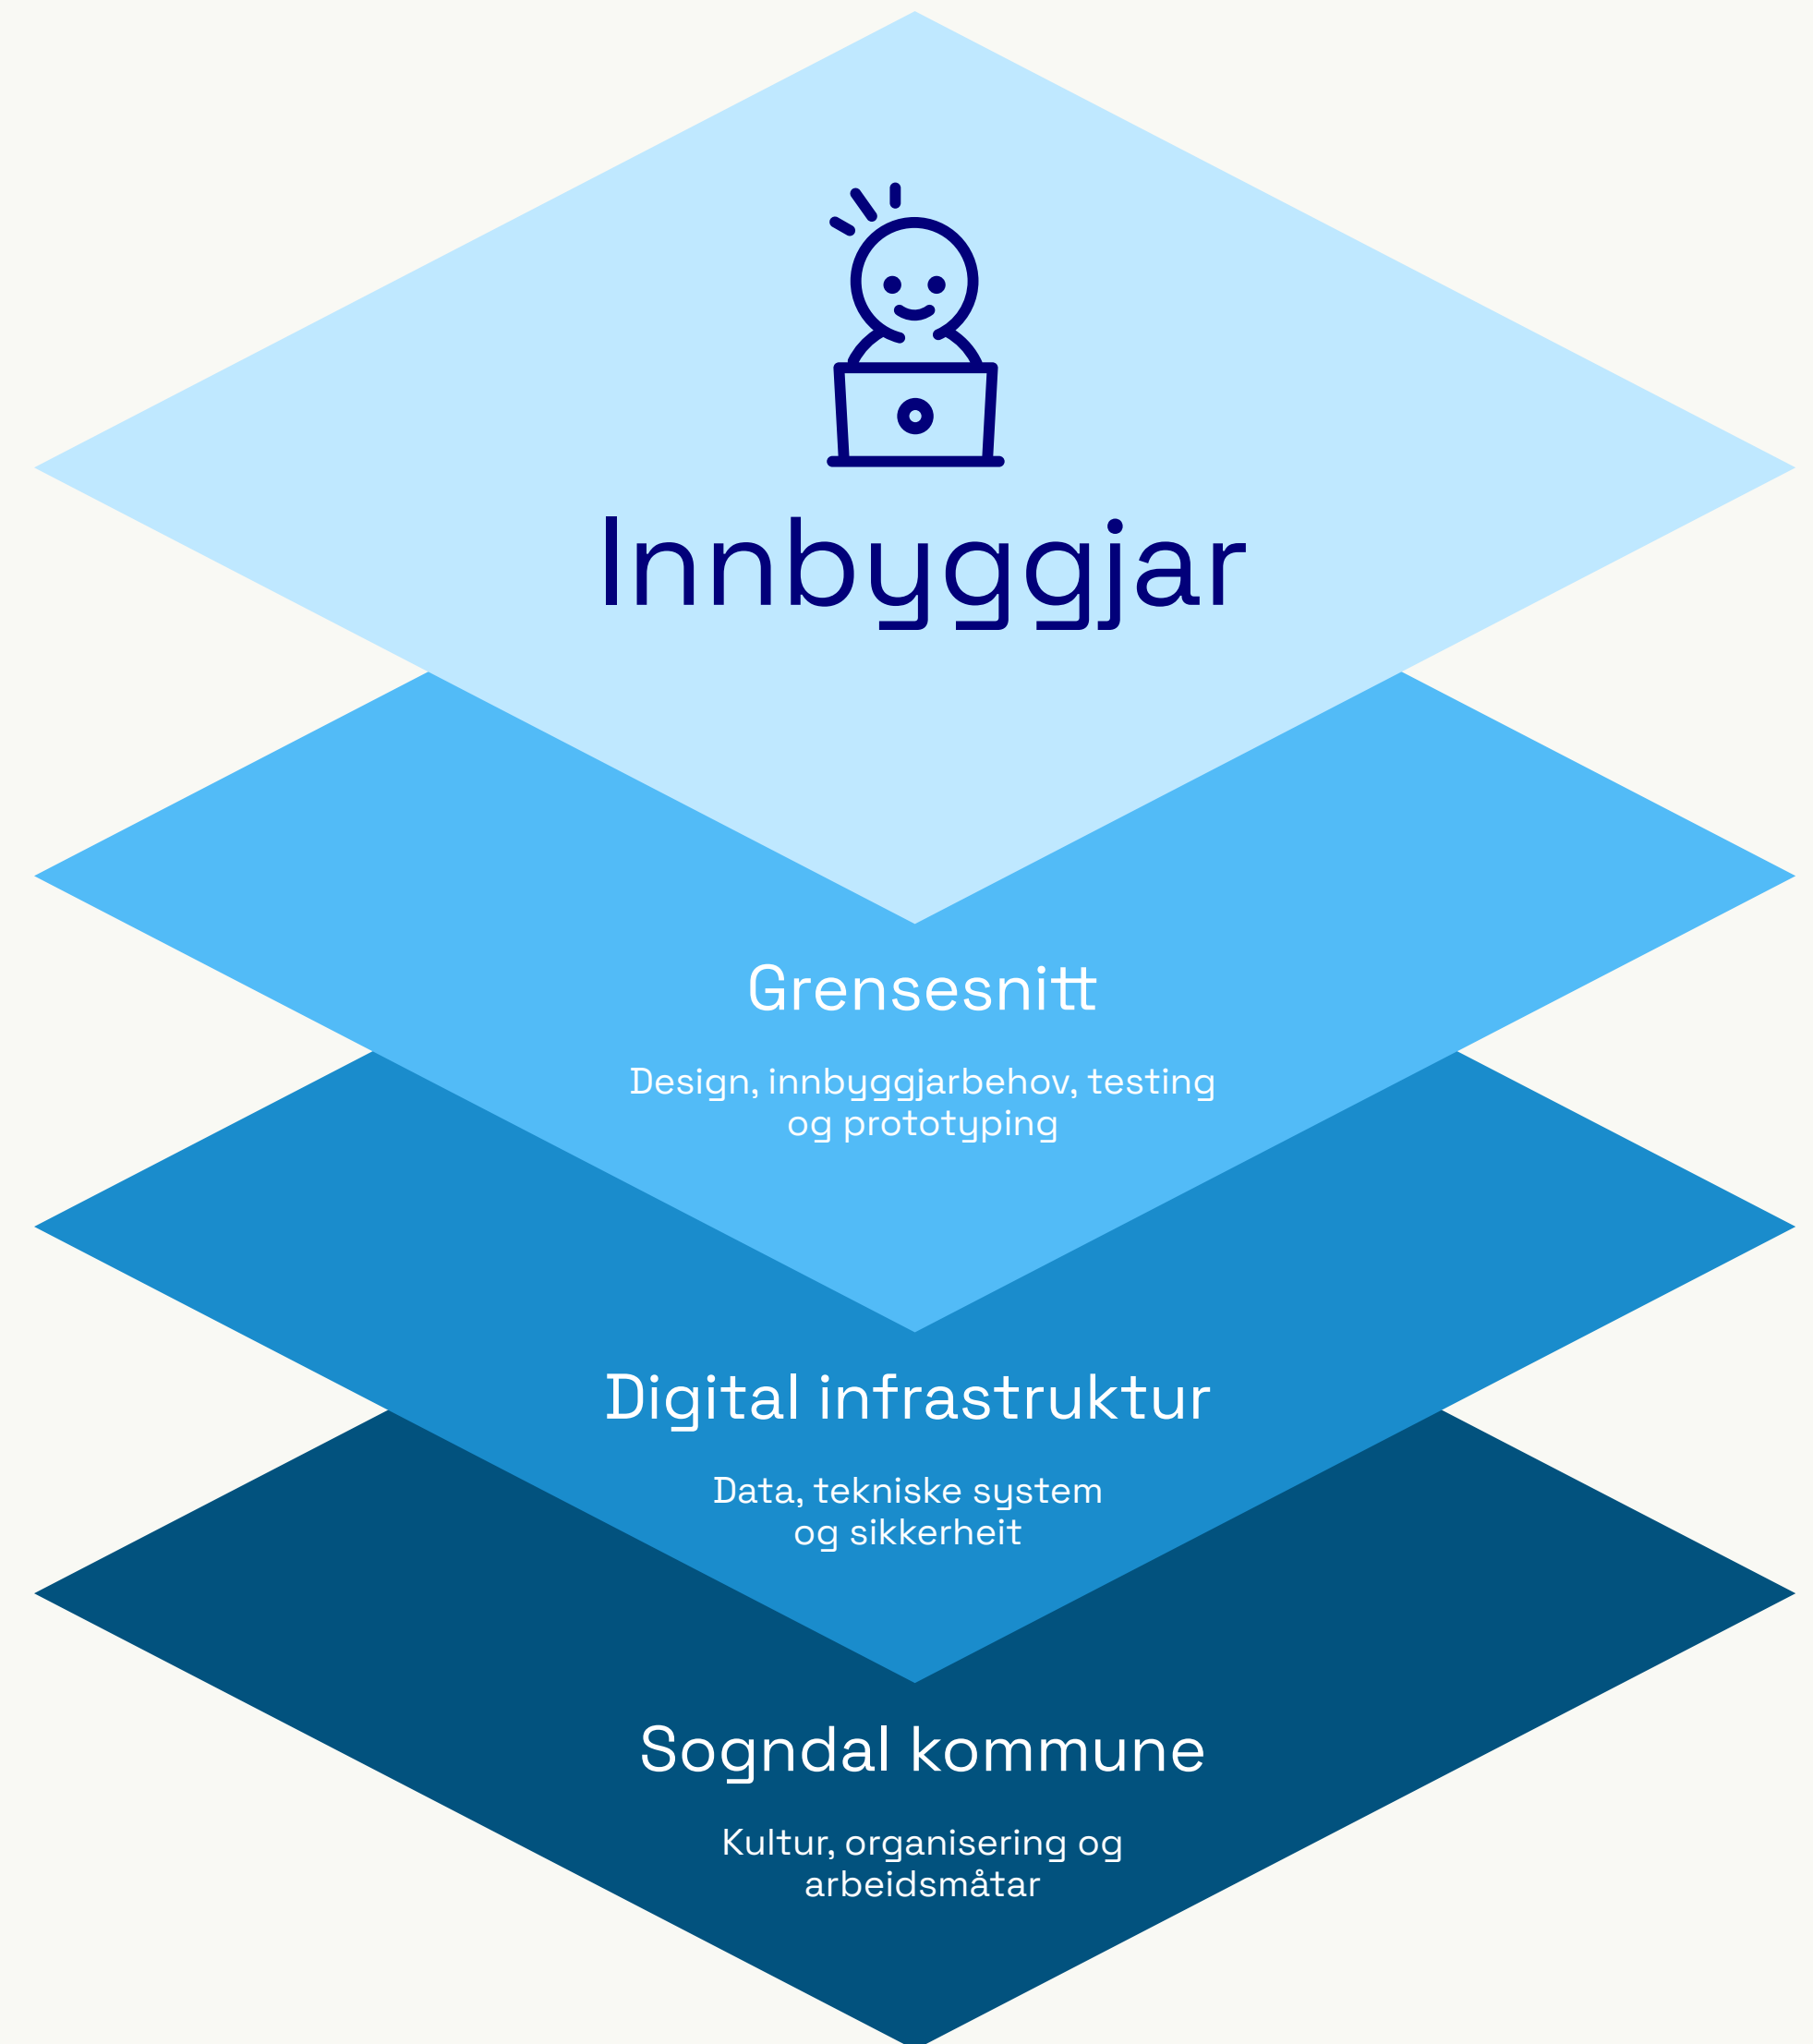 Innbyggjar
Grensesnitt
Design, innbyggjarbehov, testing
og prototyping
Digital infrastruktur
Data, tekniske system
og sikkerheit
Sogndal kommune
Kultur, organisering og
arbeidsmåtar